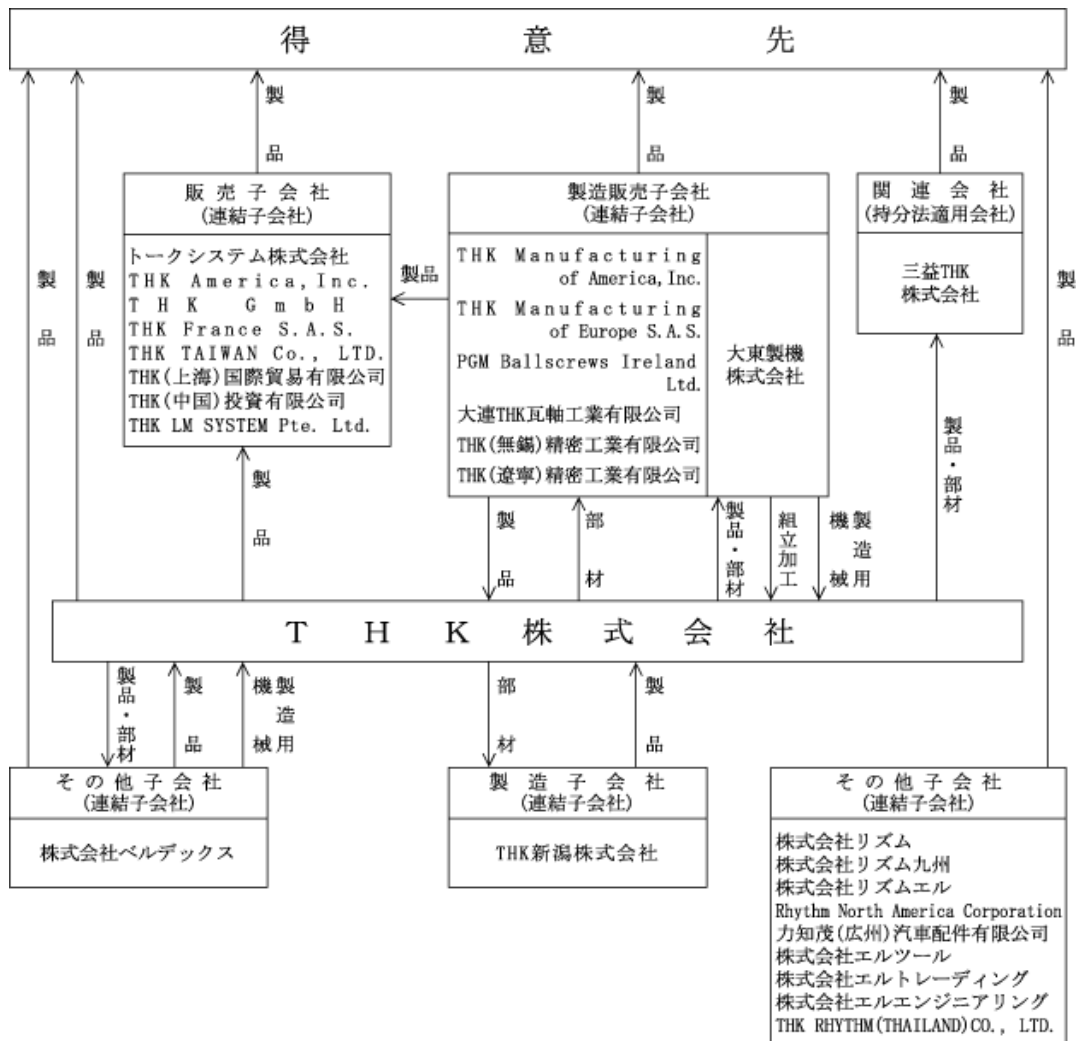 得意先
製品
製品
製品
製品
製品
製品
販売子会社
(連結子会社)
トークシステム株式会社
THK America,Inc.
THK GmbH
THK France S.A.S.
THK TAIWAN Co., LTD.
THK(上海)国際貿易有限公司
THK(中国)投資有限公司
THK LM SYSTEM Pte. Ltd.
製品
製造販売子会社
(連結子会社)
THK Manufacturing
of America,Inc.
THK Manufacturing
of Europe S.A.S.
PGM Ballscrews Ireland
Ltd.
大連THK瓦軸工業有限公司
THK(無錫)精密工業有限公司
THK(遼寧)精密工業有限公司
大東製機
株式会社
関連会社
(持分法適用会社)
三益THK
株式会社
製品
製品
部材
製品・部材
組立加工
製造用
機械
製品・部材
THK株式会社
製品・部材
製品
製造用
機械
部材
製品
その他子会社
(連結子会社)
株式会社ベルデックス
製造子会社
(連結子会社)
THK新潟株式会社
その他子会社
(連結子会社)
株式会社リズム
株式会社リズム九州
株式会社リズムエル
Rhythm North America Corporation
力知茂(広州)汽車配件有限公司
株式会社エルツール
株式会社エルトレーディング
株式会社エルエンジニアリング
THK RHYTHM(THAILAND)CO., LTD.